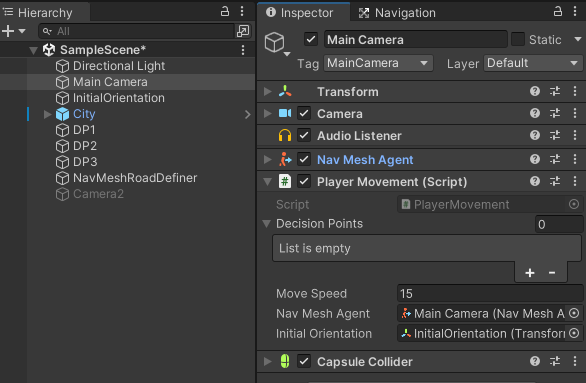 Hierarchy
All
SampleScene*
Directional Light
Main Camera
InitialOrientation
City
DP1
DP2
DP3
NavMeshRoadDefiner
Camera2
Inspector
Navigation
Main Camera
Static
Tag MainCamera Layer Default
Transform
Camera
Audio Listener
Nav Mesh Agent
Player Movement (Script)
Script PlayerMovement
Decision Points 0
List is empty
+ -
Move Speed 15
Nav Mesh Agent Main Camera (Nav Mesh A
Initial Orientation InitialOrientation (Transfor
Capsule Collider